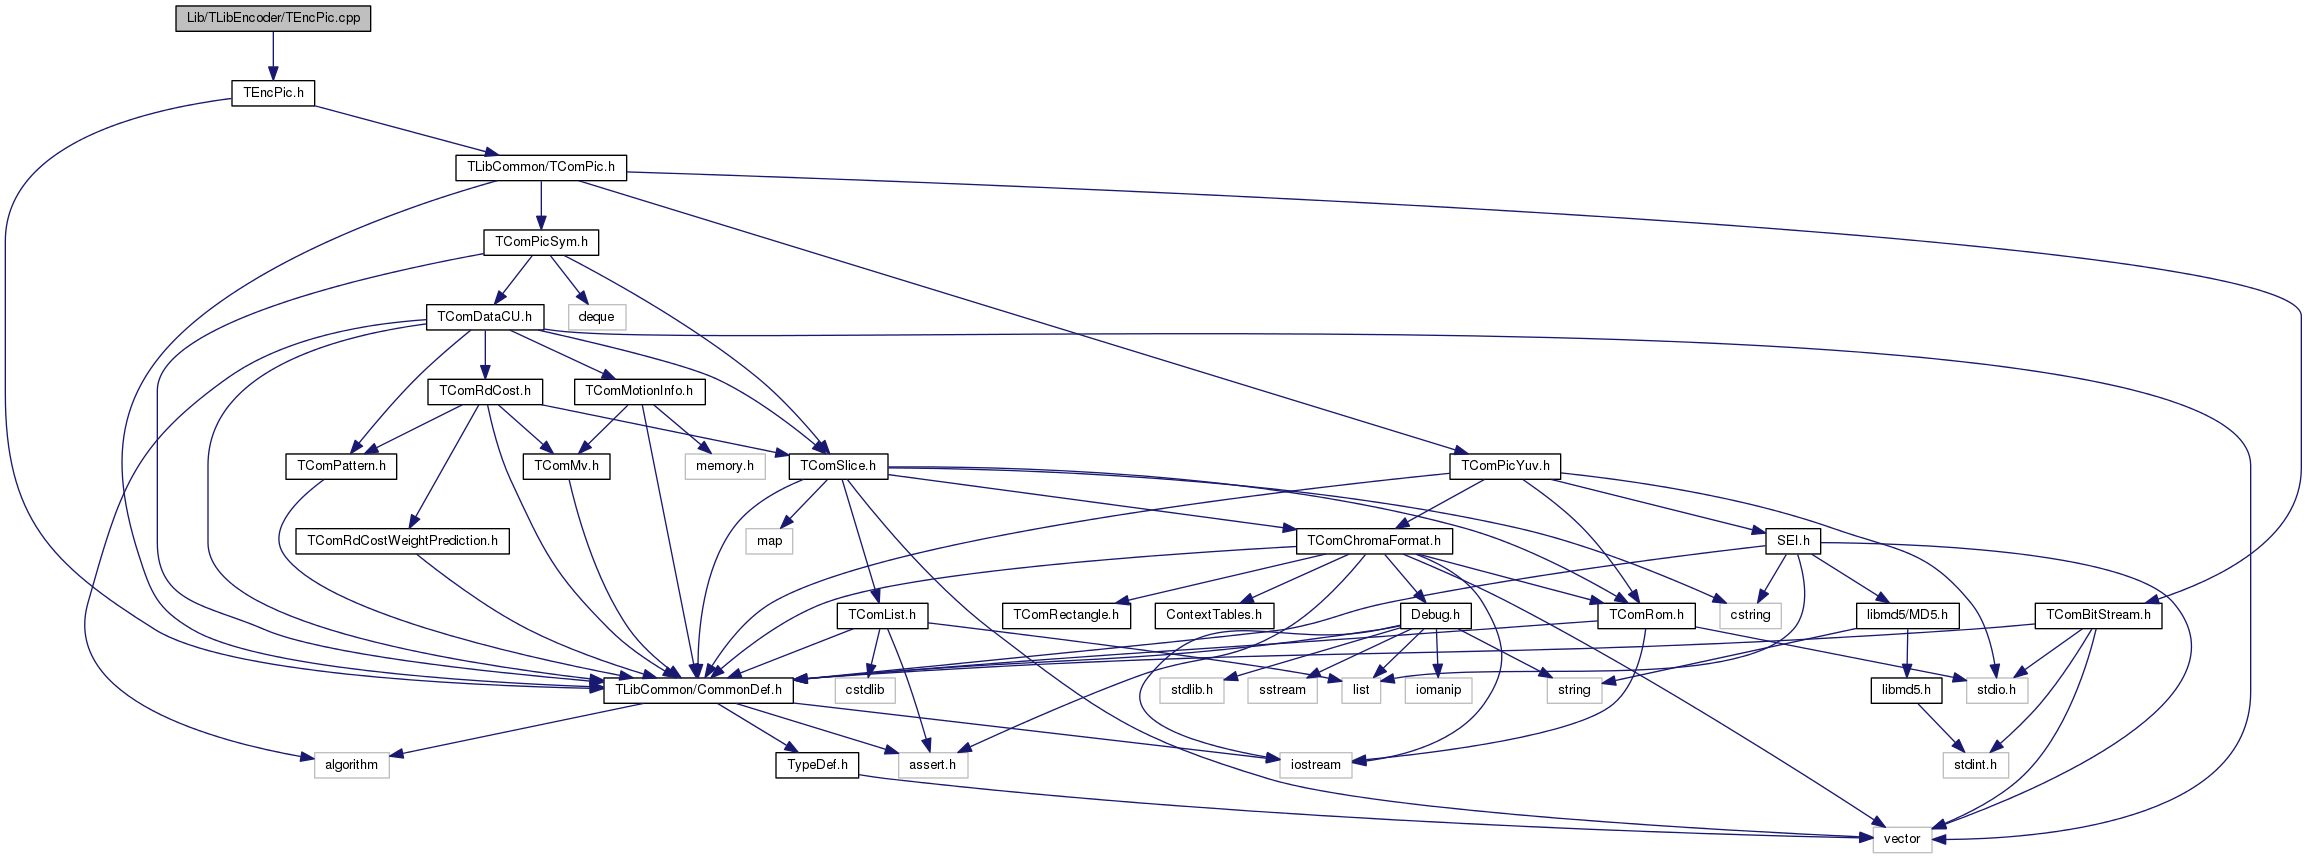 Lib/TLibEncoder/TEncPic.cpp
TEncPic.h
TLibCommon/TComPic.h
TComPicSym.h
TComDataCU.h
deque
TComRdCost.h
TComMotionInfo.h
TComPattern.h
TComMv.h
memory.h
TComSlice.h
TComPicYuv.h
TComRdCostWeightPrediction.h
map
TComChromaFormat.h
SEI.h
TComList.h
TComRectangle.h
ContextTables.h
Debug.h
TComRom.h
cstring
libmd5/MD5.h
TComBitStream.h
TLibCommon/CommonDef.h
cstdlib
stdlib.h
sstream
list
iomanip
string
libmd5.h
stdio.h
algorithm
TypeDef.h
assert.h
iostream
stdint.h
vector